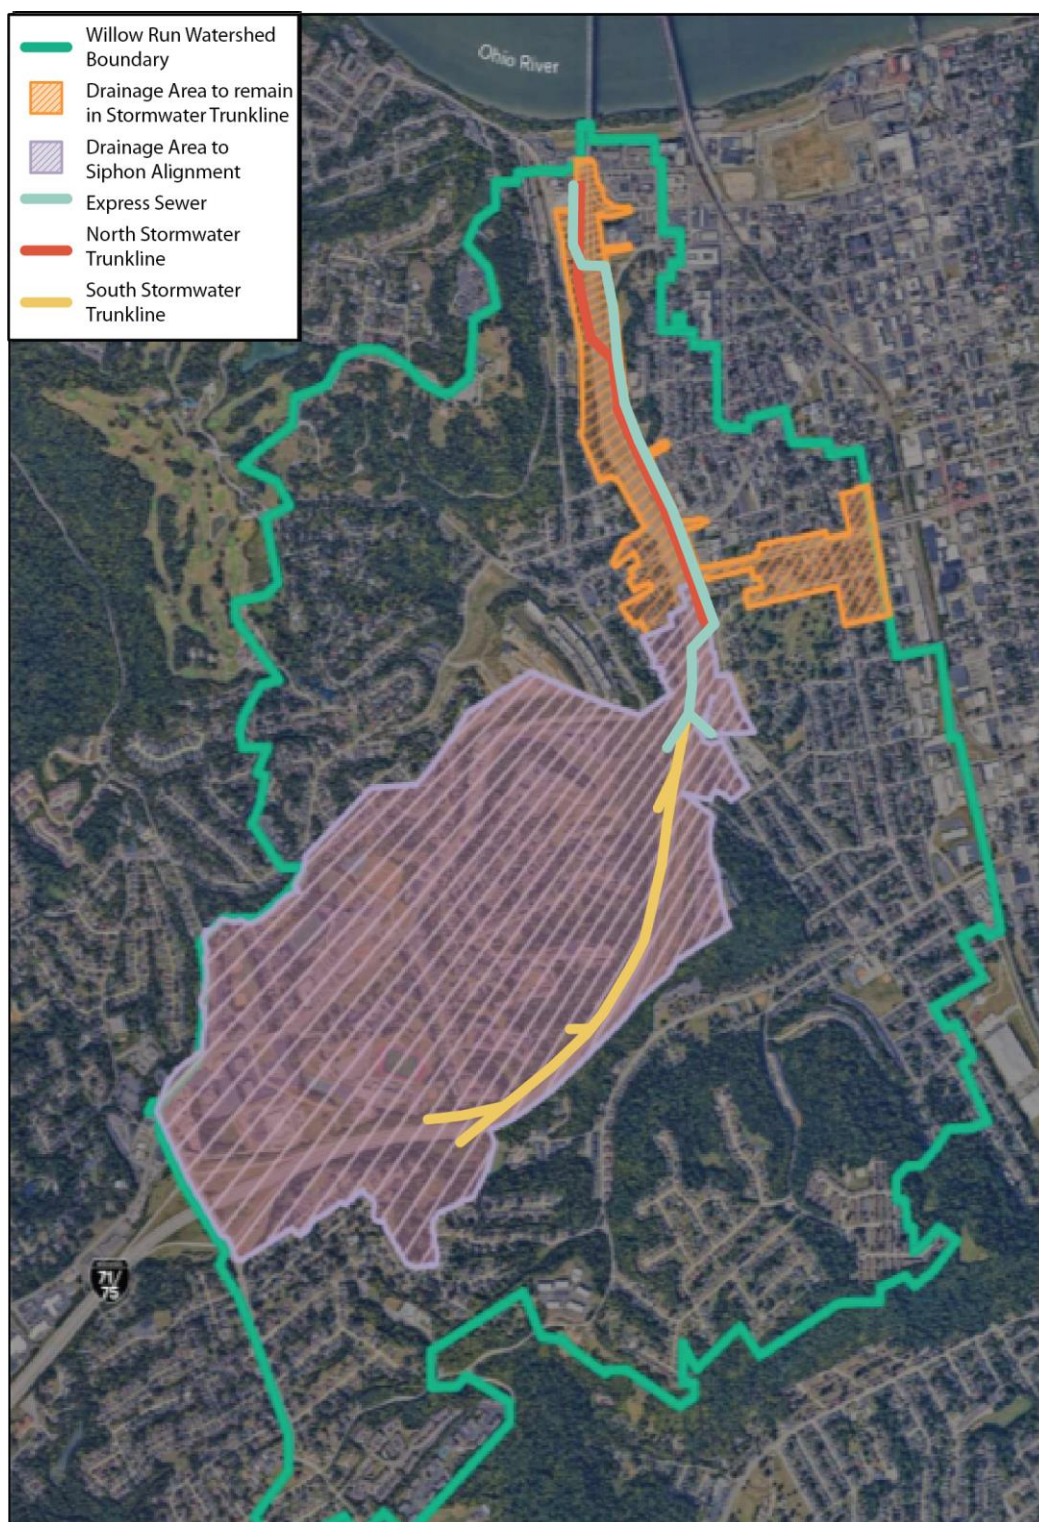 Willow Run Watershed
Boundary
Drainage Area to remain
in Stormwater Trunkline
Drainage Area to
Siphon Alignment
Express Sewer
North Stormwater
Trunkline
South Stormwater
Trunkline
Ohio River
71/
75